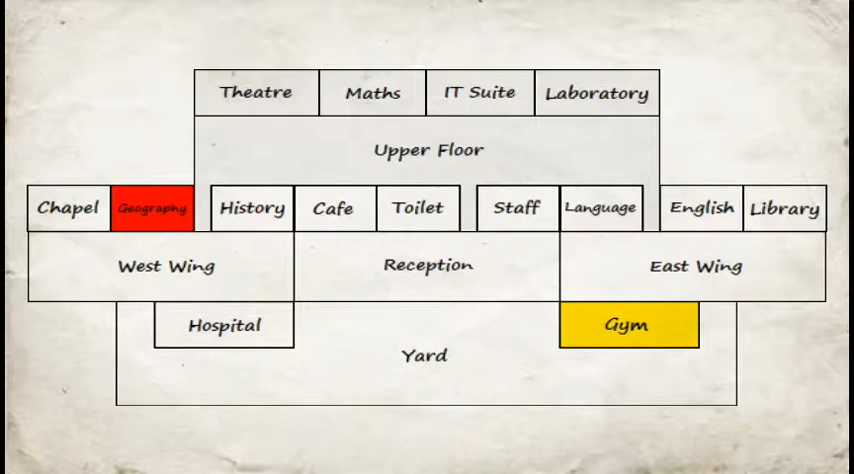 Theatre Maths IT Suite Laboratory
Upper Floor
Chapel Geography History Cafe Toilet Staff Language English Library
West Wing Reception East Wing
Hospital Gym
Yard